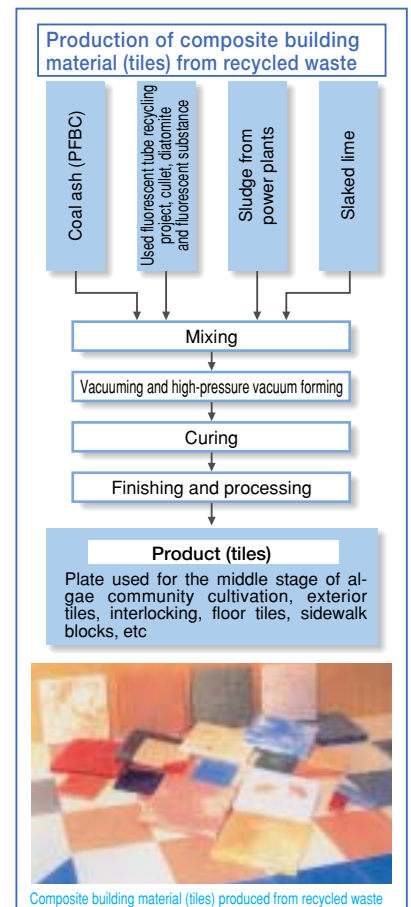 Production of composite building
material (tiles) from recycled waste
Coal ash (PFBC)
Used fluorescent tube recycling
project, cullet, diatomite
and fluorescent substance
Sludge from
power plants
Slaked lime
Mixing
Vacuuming and high-pressure vacuum forming
Curing
Finishing and processing
Product (tiles)
Plate used for the middle stage of al-
gae community cultivation, exterior
tiles, interlocking, floor tiles, sidewalk
blocks, etc
Composite building material (tiles) produced from recycled waste